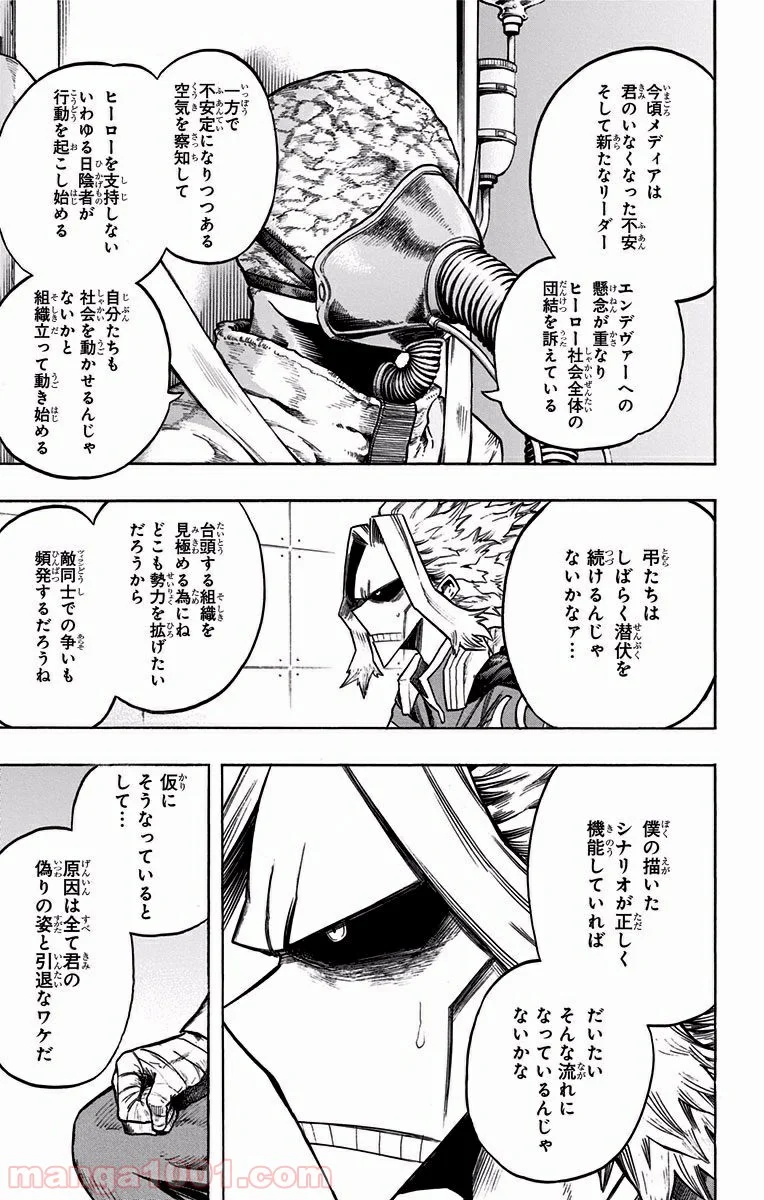 今頃メディアは
君のいなくなった不安
そして新たなリーダー
エンデヴァーへの
懸念が重なり
ヒーロー社会全体の
団結を訴えている
一方で
不安定になりつつある
空気を察知して
ヒーローを支持しない
いわゆる日陰者が
行動を起こし始める
自分たちも
社会を動かせるんじゃ
ないかと
組織立って動き始める
弔たちは
しばらく潜伏を
続けるんじゃ
ないかなァ…
台頭する組織を
見極める為にね
どこも勢力を拡げたい
だろうから
敵同士での争いも
頻発するだろうね
僕の描いた
シナリオが正しく
機能していれば
だいたい
そんな流れに
なっているんじゃ
ないかな
仮に
そうなっていると
して…
原因は全て君の
偽りの姿と引退なワケだ
manga1001.com